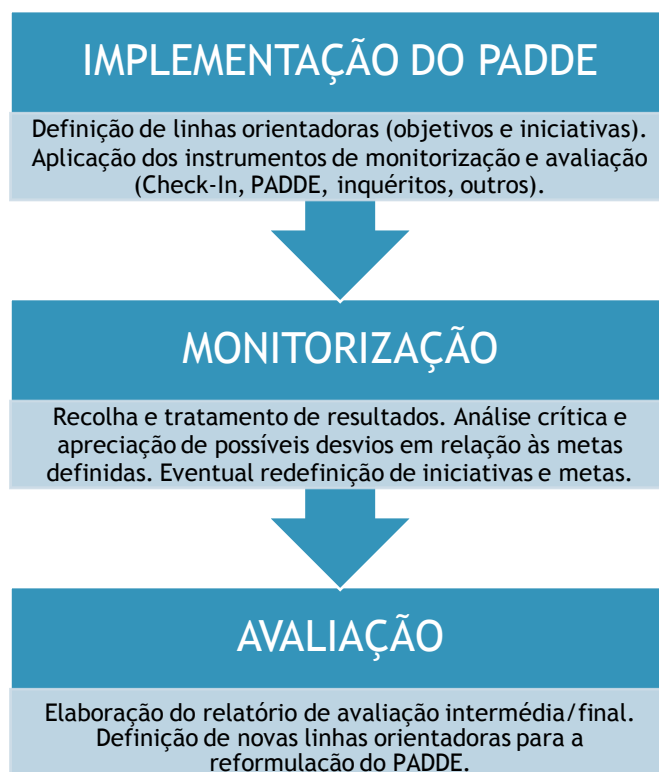 IMPLEMENTAÇÃO DO PADDE
Definição de linhas orientadoras (objetivos e iniciativas).
Aplicação dos instrumentos de monitorização e avaliação
(Check-In, PADDE, inquéritos, outros).
MONITORIZAÇÃO
Recolha e tratamento de resultados. Análise crítica e
apreciação de possíveis desvios em relação às metas
definidas. Eventual redefinição de iniciativas e metas.
AVALIAÇÃO
Elaboração do relatório de avaliação intermédia/final.
Definição de novas linhas orientadoras para a
reformulação do PADDE.